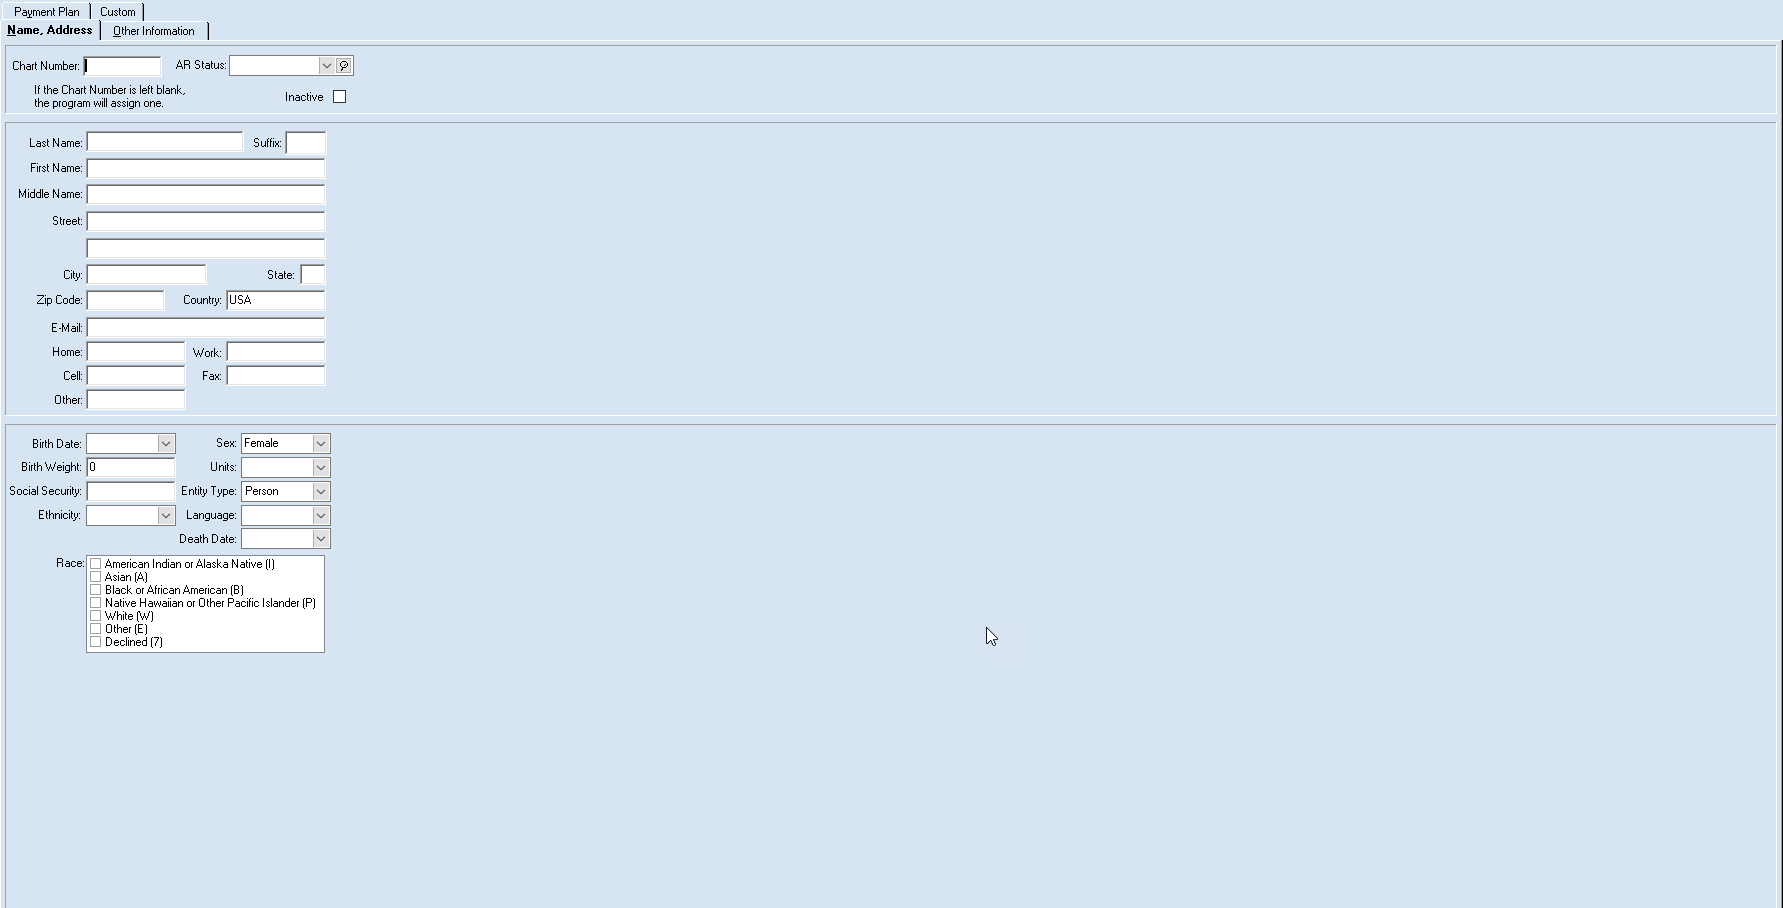 Payment Plan Custom
Name, Address Other Information
Chart Number: AR Status:
If the Chart Number is left blank,
the program will assign one.
Inactive
Last Name: Suffix:
First Name:
Middle Name:
Street:
City: State:
Zip Code: Country: USA
E-Mail:
Home: Work:
Cell: Fax:
Other:
Birth Date: Sex: Female
Birth Weight: 0 Units:
Social Security: Entity Type: Person
Ethnicity: Language:
Death Date:
Race: American Indian or Alaska Native (I)
Asian (A)
Black or African American (B)
Native Hawaiian or Other Pacific Islander (P)
White (W)
Other (E)
Declined (7)